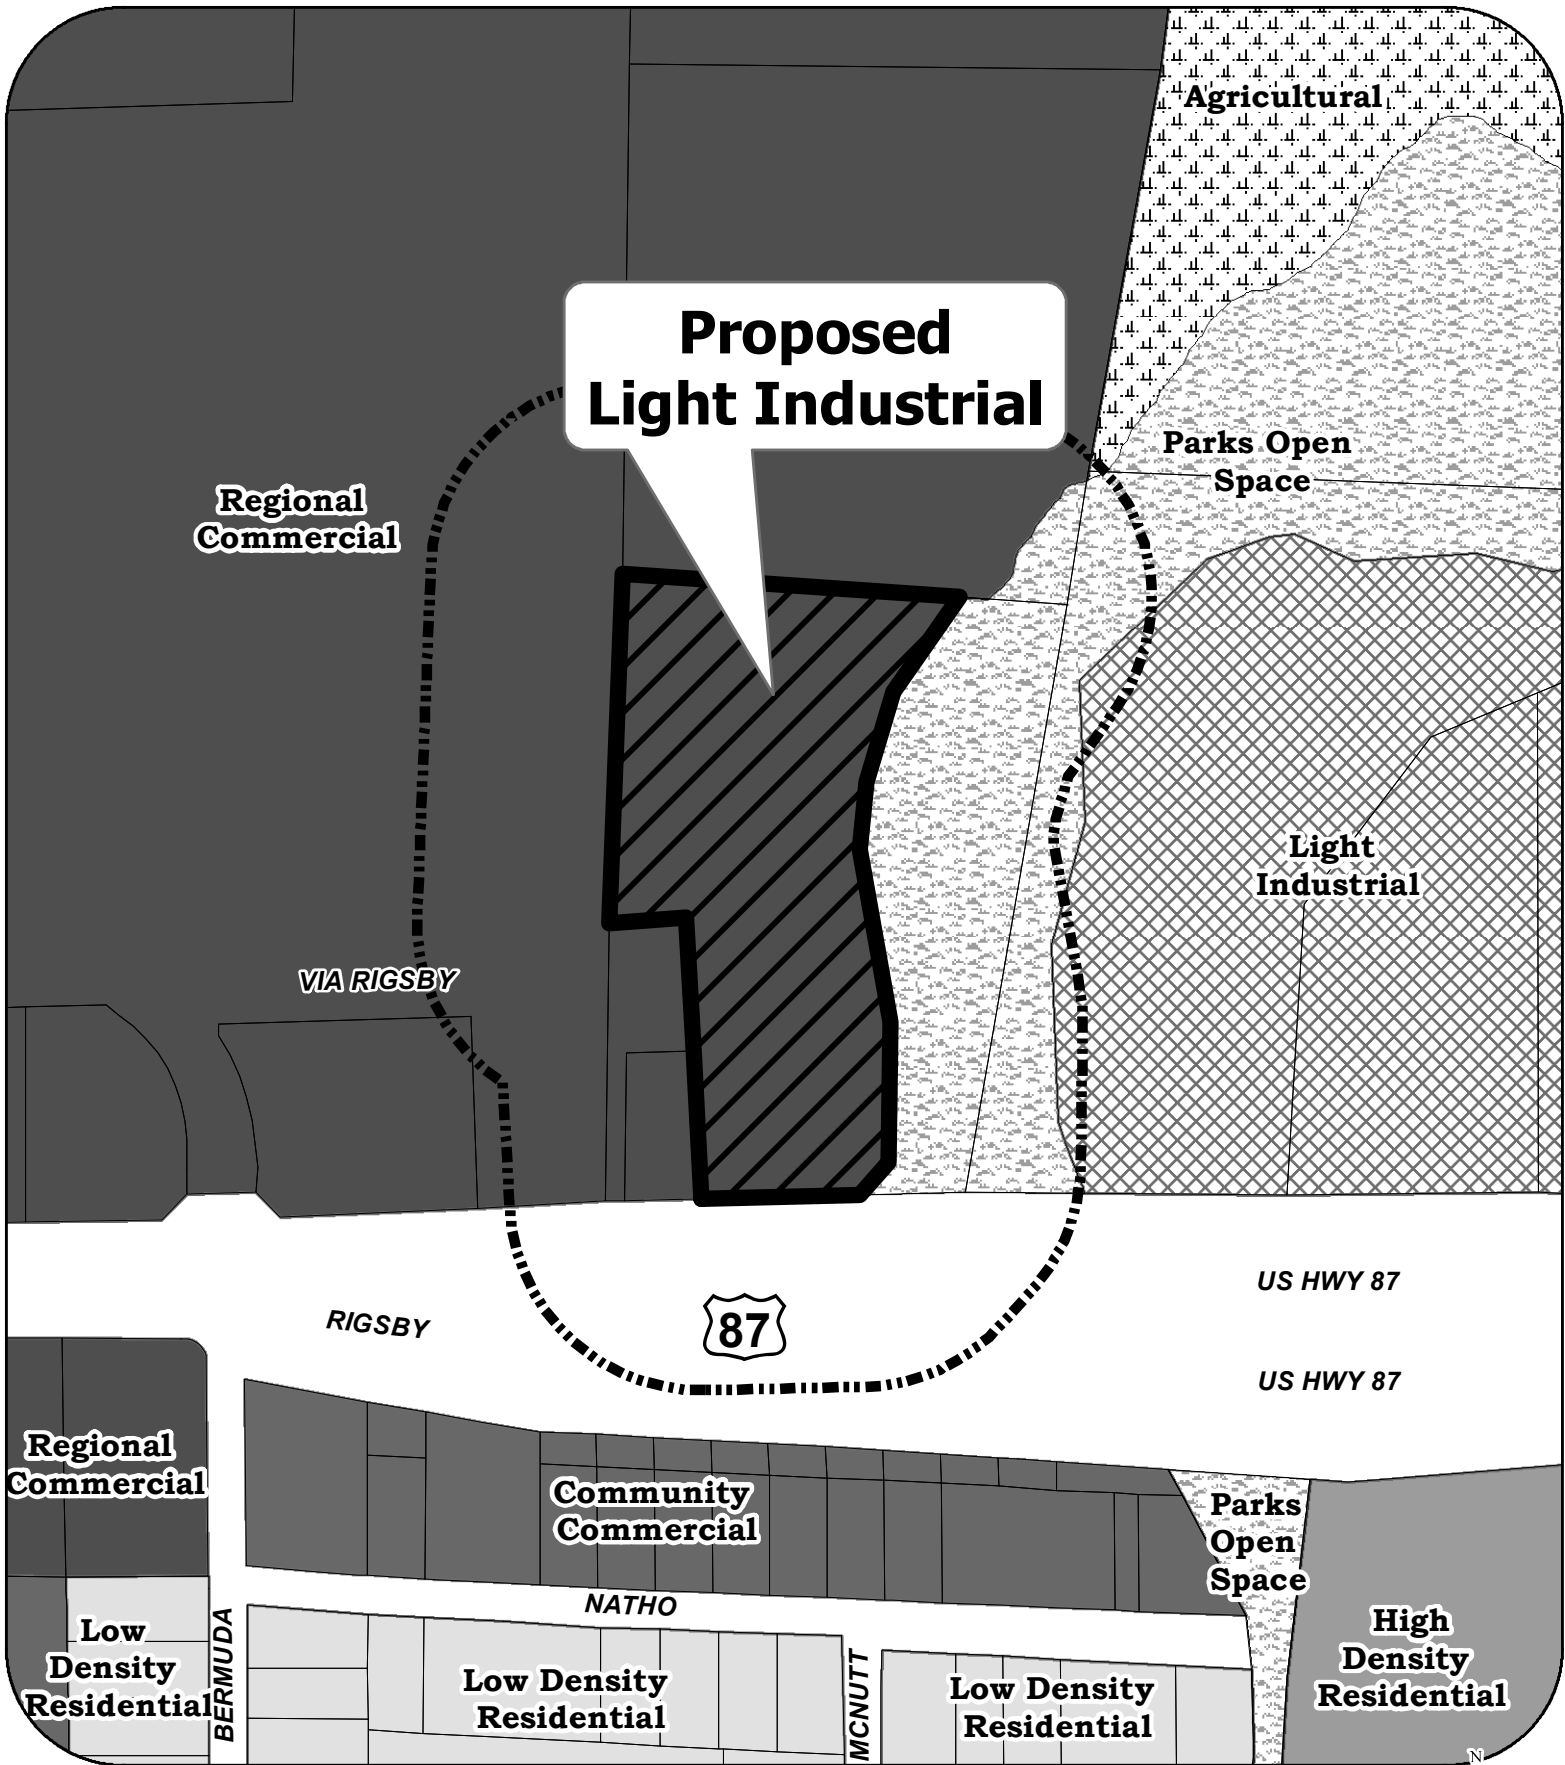 Agricultural
Proposed
Light Industrial
Parks Open
Space
Regional
Commercial
Light
Industrial
VIA RIGSBY
US HWY 87
RIGSBY
87
US HWY 87
Regional
Commercial
Community
Commercial
Parks
Open
Space
NATHO
BERMUDA
Low
Density
Residential
Low Density
Residential
MCNUTT
Low Density
Residential
High
Density
Residential
N